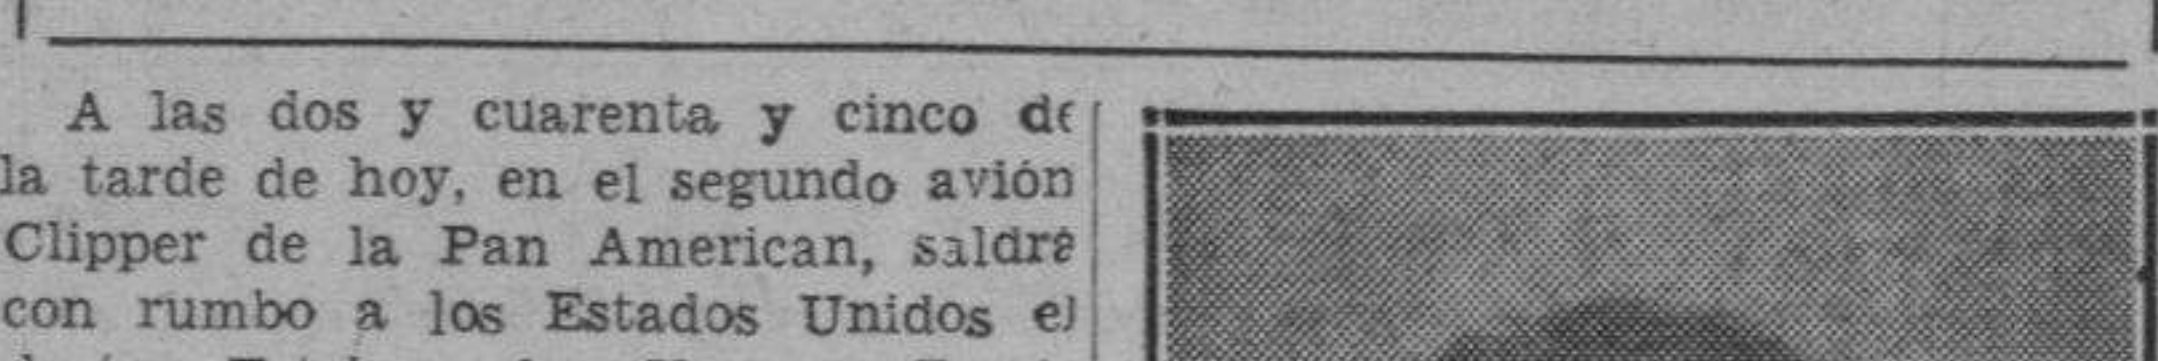 A las dos y cuarenta y cinco de
la tarde de hoy, en el segundo avión
Clipper de la Pan American, saldrá
con rumbo a los Estados Unidos el